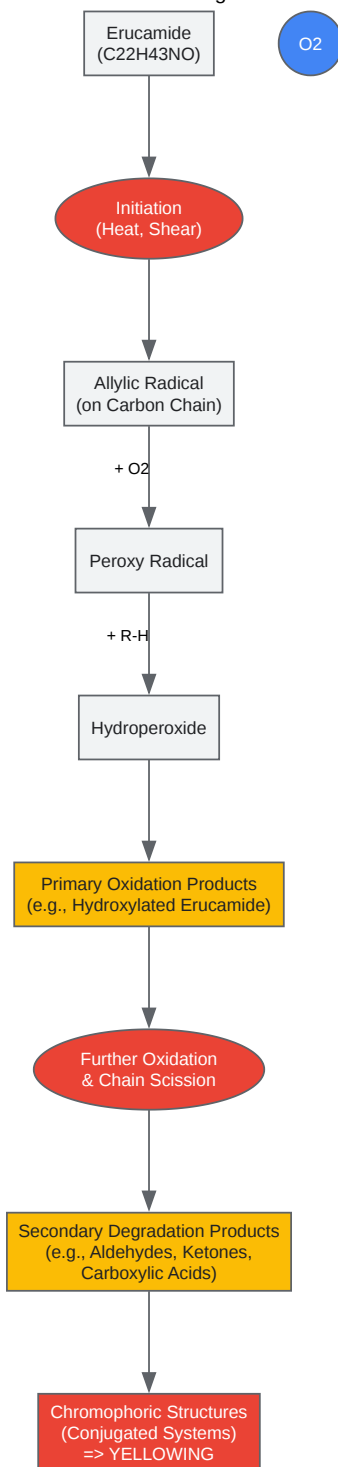 Erucamide
(C22H43NO)
O2
Initiation
(Heat, Shear)
Allylic Radical
(on Carbon Chain)
+ O2
Peroxy Radical
+ R-H
Hydroperoxide
Primary Oxidation Products
(e.g., Hydroxylated Erucamide)
Further Oxidation
& Chain Scission
Secondary Degradation Products
(e.g., Aldehydes, Ketones,
Carboxylic Acids)
Chromophoric Structures
(Conjugated Systems)
=> YELLOWING